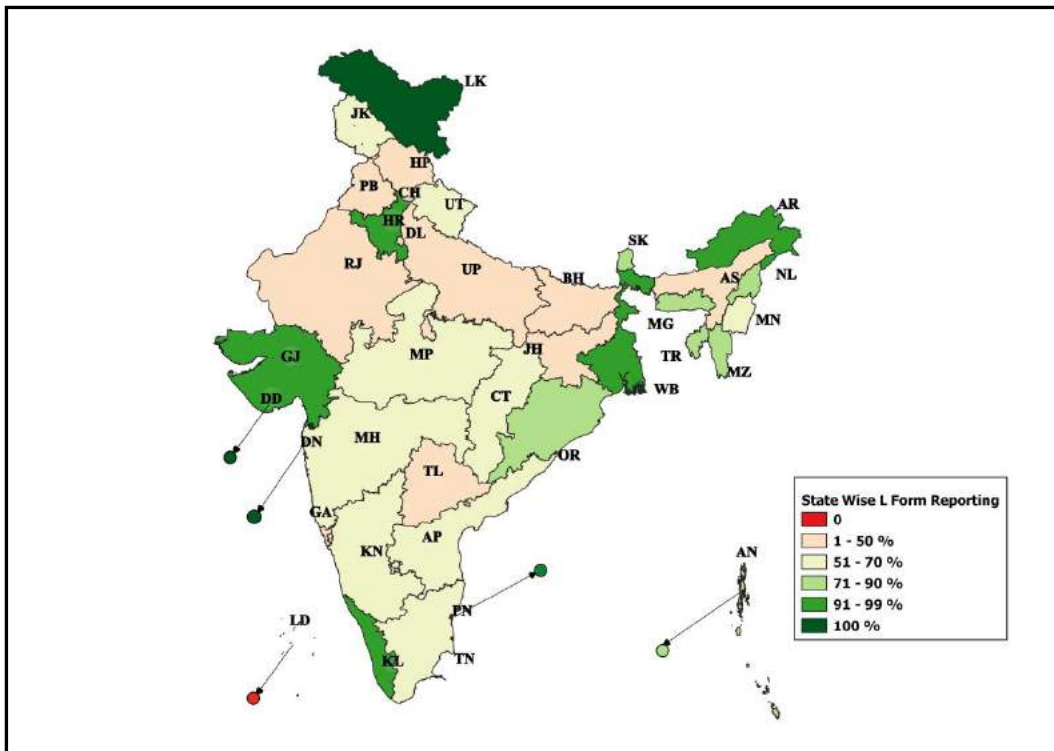 LK
JK
HP
PB
CH
UT
HR
DL
AR
SK
RJ
UP
BH
AS
NL
MG
MN
GJ
MP
JH
TR
MZ
DD
CT
WB
DN
MH
OR
TL
GA
KN
AP
AN
LD
PN
KL
TN
State Wise L Form Reporting
0
1 - 50 %
51 - 70 %
71 - 90 %
91 - 99 %
100 %